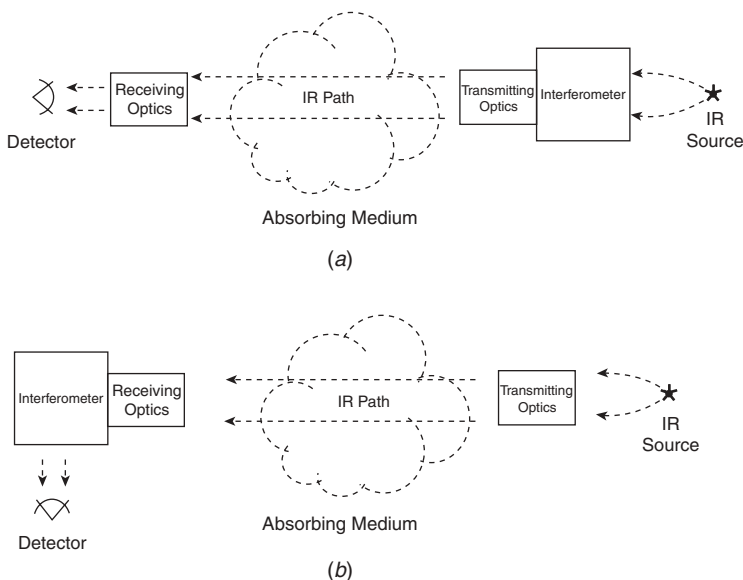 Receiving
Optics
IR Path
Transmitting
Optics
Interferometer
Detector
IR
Source
Absorbing Medium
(a)
Interferometer
Receiving
Optics
IR Path
Transmitting
Optics
IR
Source
Absorbing Medium
Detector
(b)